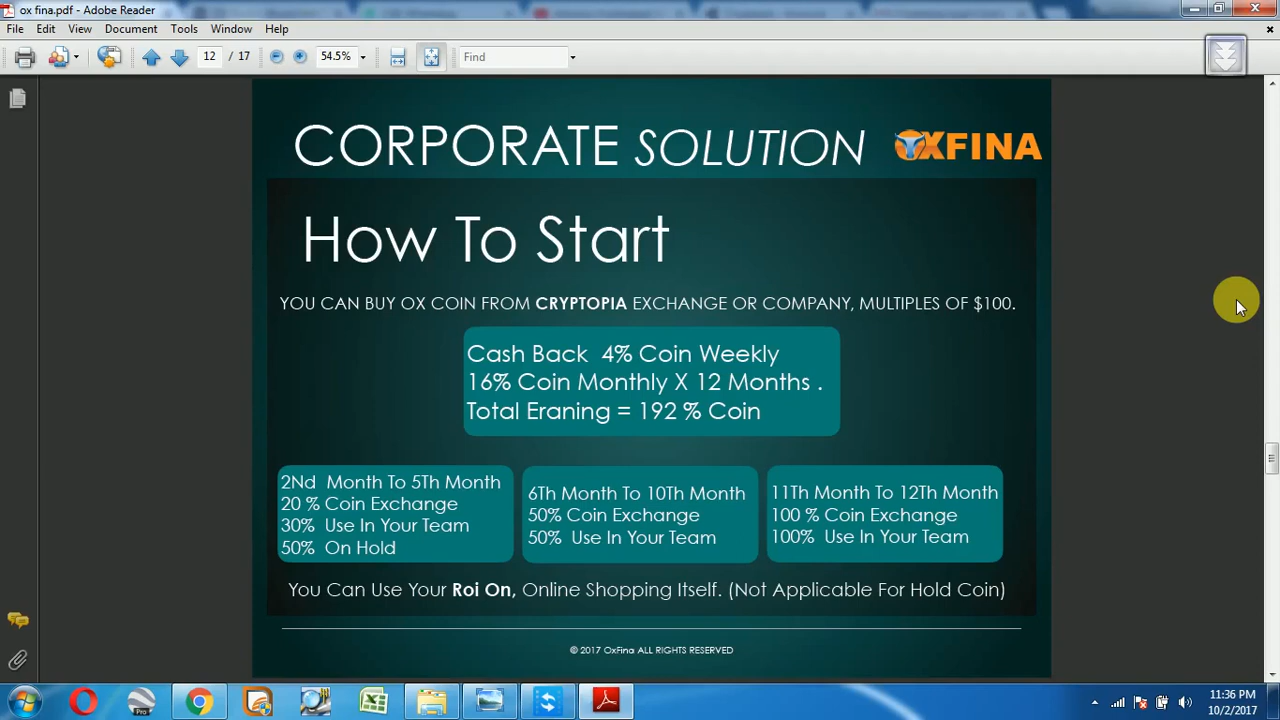 ox fina.pdf - Adobe Reader
File Edit View Document Tools Window Help
12 / 17 54.5% Find
CORPORATE SOLUTION OXFINA
How To Start
YOU CAN BUY OX COIN FROM CRYPTOPIA EXCHANGE OR COMPANY, MULTIPLES OF $100.
Cash Back 4% Coin Weekly
16% Coin Monthly X 12 Months .
Total Eraning = 192 % Coin
2Nd Month To 5Th Month
20 % Coin Exchange
30% Use In Your Team
50% On Hold
6Th Month To 10Th Month
50% Coin Exchange
50% Use In Your Team
11Th Month To 12Th Month
100 % Coin Exchange
100% Use In Your Team
You Can Use Your Roi On, Online Shopping Itself. (Not Applicable For Hold Coin)
© 2017 OxFina ALL RIGHTS RESERVED
Pro
11:36 PM
10/2/2017